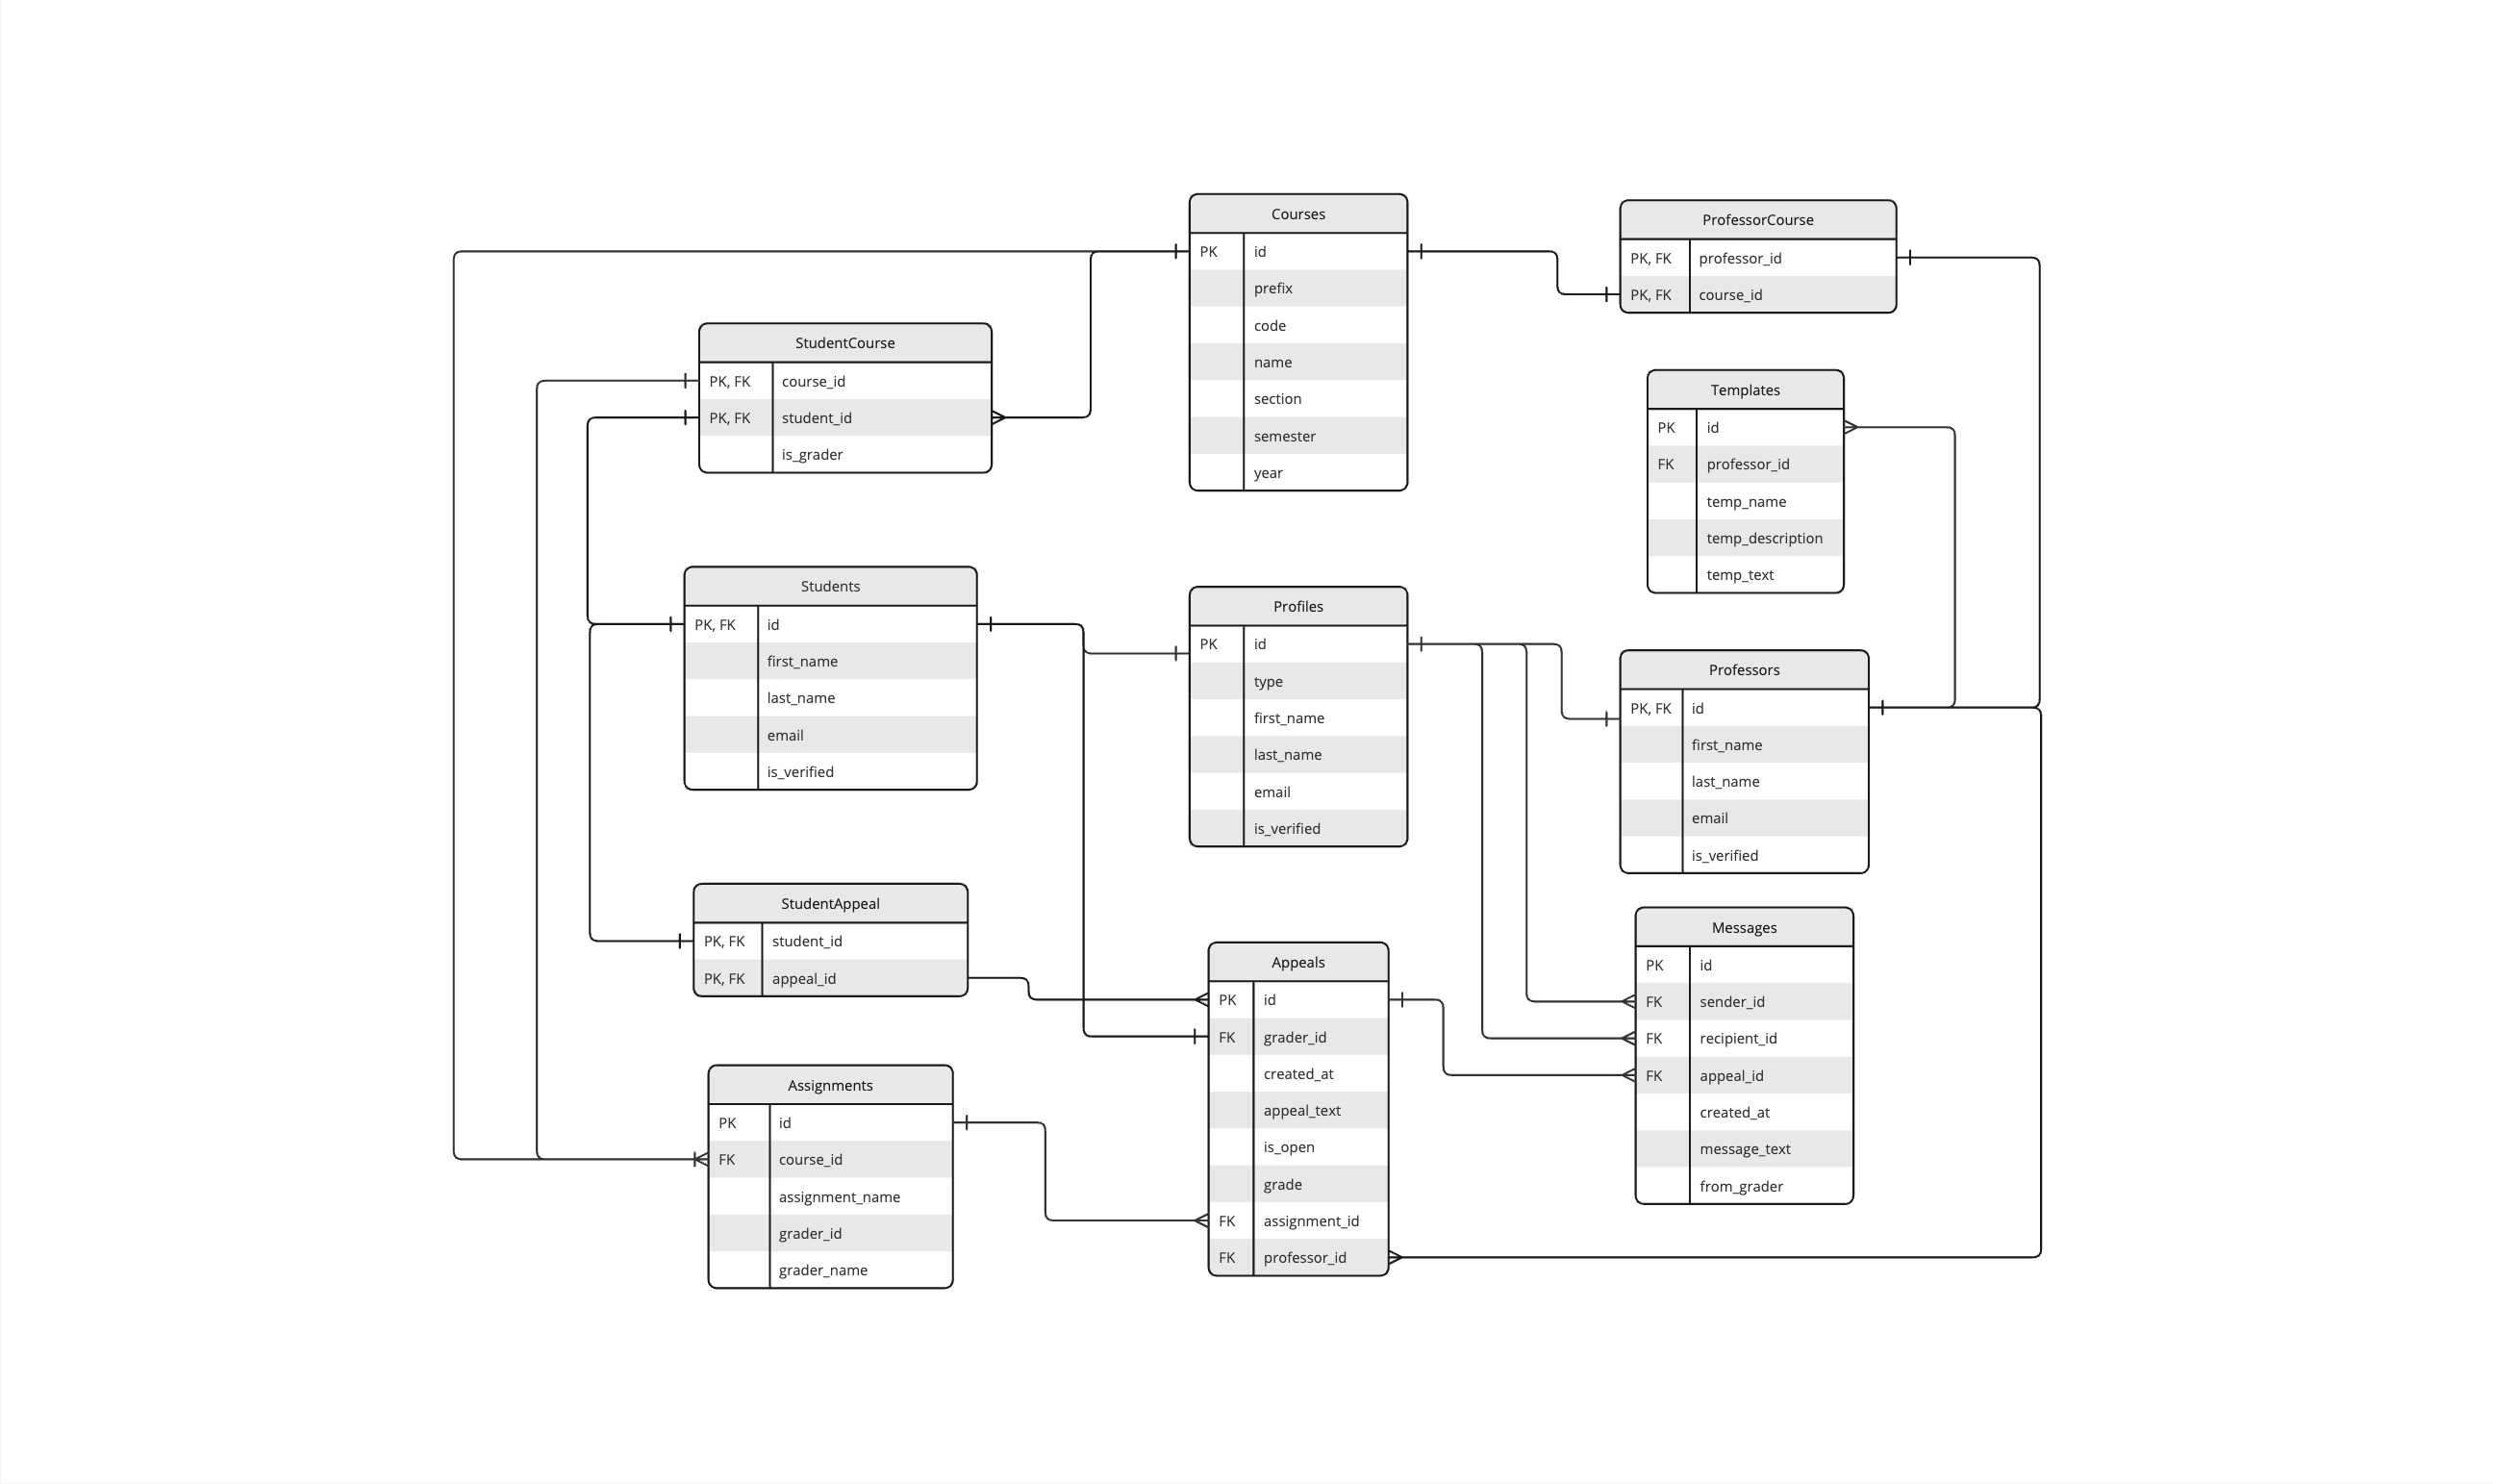 Courses
PK id
prefix
code
name
section
semester
year
ProfessorCourse
PK, FK professor_id
PK, FK course_id
StudentCourse
PK, FK course_id
PK, FK student_id
is_grader
Templates
PK id
FK professor_id
temp_name
temp_description
temp_text
Students
PK, FK id
first_name
last_name
email
is_verified
Profiles
PK id
type
first_name
last_name
email
is_verified
Professors
PK, FK id
first_name
last_name
email
is_verified
StudentAppeal
PK, FK student_id
PK, FK appeal_id
Appeals
PK id
FK grader_id
created_at
appeal_text
is_open
grade
FK assignment_id
FK professor_id
Messages
PK id
FK sender_id
FK recipient_id
FK appeal_id
created_at
message_text
from_grader
Assignments
PK id
FK course_id
assignment_name
grader_id
grader_name